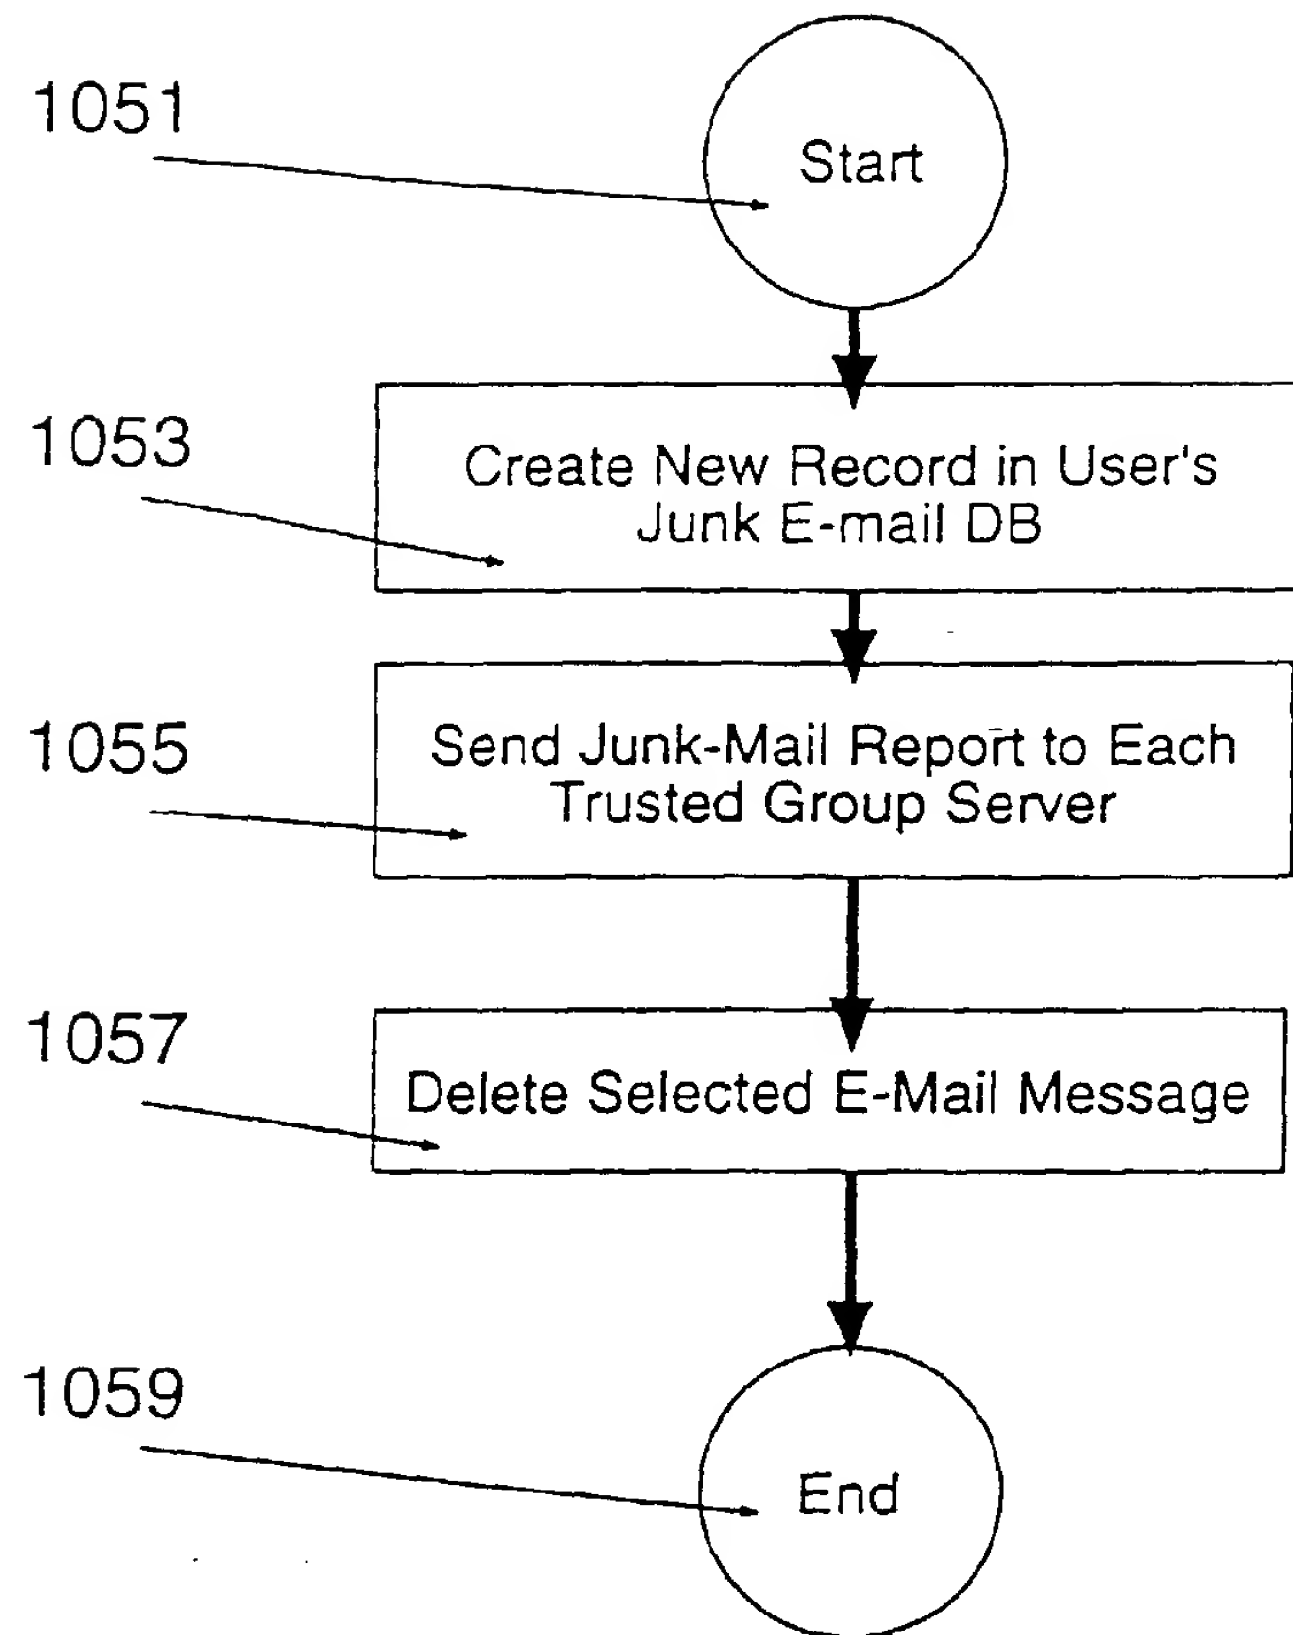 1051
Start
1053
Create New Record in User's
Junk E-mail DB
1055
Send Junk-Mail Report to Each
Trusted Group Server
1057
Delete Selected E-Mail Message
1059
End